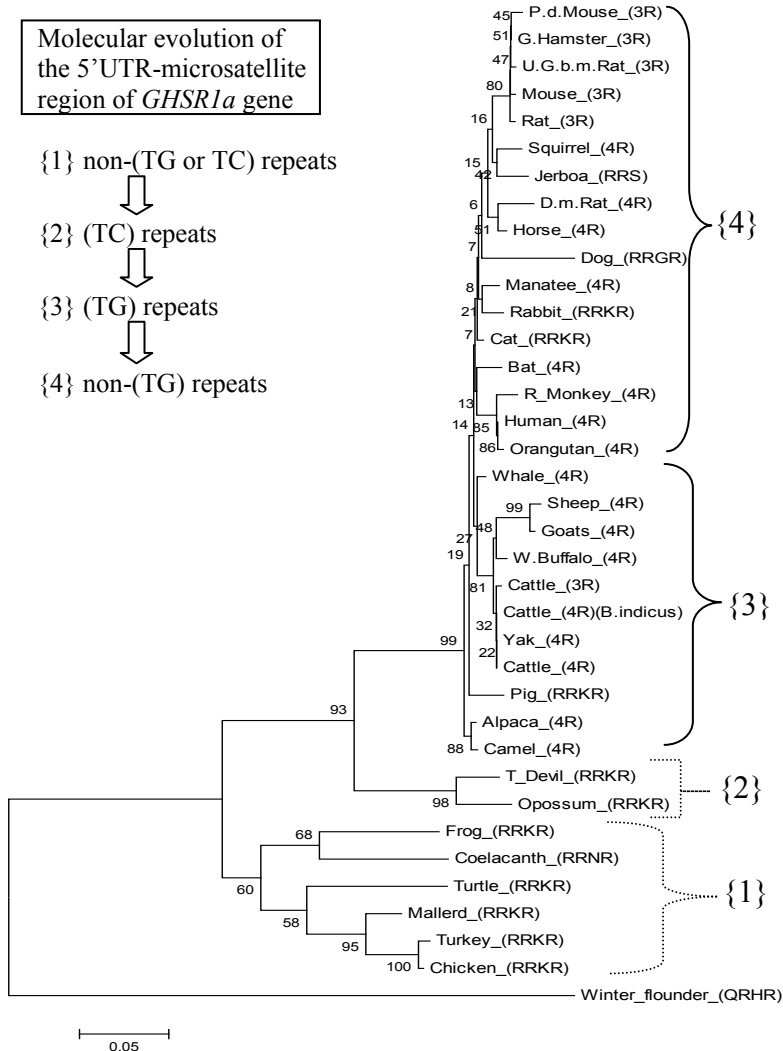 Molecular evolution of
the 5’UTR-microsatellite
region of GHSR1a gene
{1} non-(TG or TC) repeats
{2} (TC) repeats
{3} (TG) repeats
{4} non-(TG) repeats
P.d.Mouse_(3R)
G.Hamster_(3R)
U.G.b.m.Rat_(3R)
Mouse_(3R)
Rat_(3R)
Squirrel_(4R)
Jerboa_(RRS)
D.m.Rat_(4R)
Horse_(4R)
Dog_(RRGR)
Manatee_(4R)
Rabbit_(RRKR)
Cat_(RRKR)
Bat_(4R)
R_Monkey_(4R)
Human_(4R)
Orangutan_(4R)
Whale_(4R)
Sheep_(4R)
Goats_(4R)
W.Buffalo_(4R)
Cattle_(3R)
Cattle_(4R)(B.indicus)
Yak_(4R)
Cattle_(4R)
Pig_(RRKR)
Alpaca_(4R)
Camel_(4R)
T_Devil_(RRKR)
Opossum_(RRKR)
Frog_(RRKR)
Coelacanth_(RRNR)
Turtle_(RRKR)
Mallerd_(RRKR)
Turkey_(RRKR)
Chicken_(RRKR)
Winter_flounder_(QRHR)
45
51
47
80
16
15
42
6
51
7
8
21
7
13
85
14
86
99
48
27
19
81
32
22
99
93
88
98
68
60
58
95
100
{4}
{3}
{2}
{1}
0.05